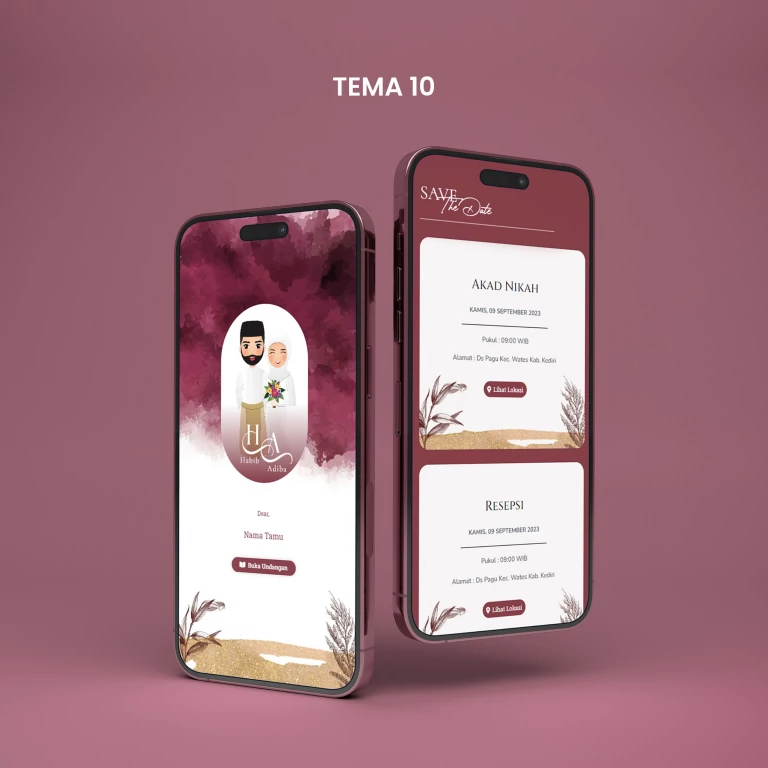 TEMA 10
H A
Habib
Adiba
Dear,
Nama Tamu
Buka Undangan
SAVE
The Date
AKAD NIKAH
KAMIS, 09 SEPTEMBER 2023
Pukul : 09:00 WIB
Alamat : Ds Pagu Kec. Wates Kab. Kediri
Lihat Lokasi
RESEPSI
KAMIS, 09 SEPTEMBER 2023
Pukul : 09:00 WIB
Alamat : Ds Pagu Kec. Wates Kab. Kediri
Lihat Lokasi